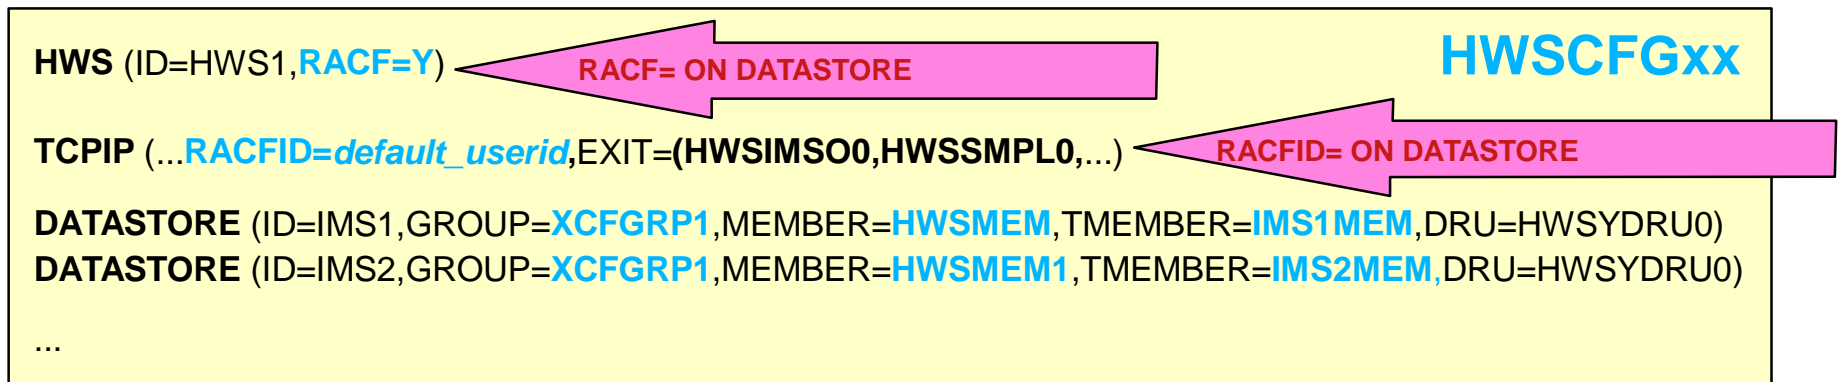 HWSCFGxx
HWS (ID=HWS1,RACF=Y)
RACF= ON DATASTORE
TCPIP (...RACFID=default_userid,EXIT=(HWSIMSO0,HWSSMPL0,...)
RACFID= ON DATASTORE
DATASTORE (ID=IMS1,GROUP=XCFGRP1,MEMBER=HWSMEM,TMEMBER=IMS1MEM,DRU=HWSYDRU0)
DATASTORE (ID=IMS2,GROUP=XCFGRP1,MEMBER=HWSMEM1,TMEMBER=IMS2MEM,DRU=HWSYDRU0)
...